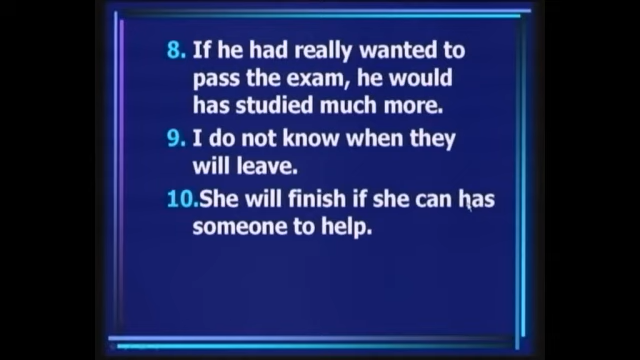 8. If he had really wanted to
pass the exam, he would
has studied much more.
9. I do not know when they
will leave.
10.She will finish if she can has
someone to help.